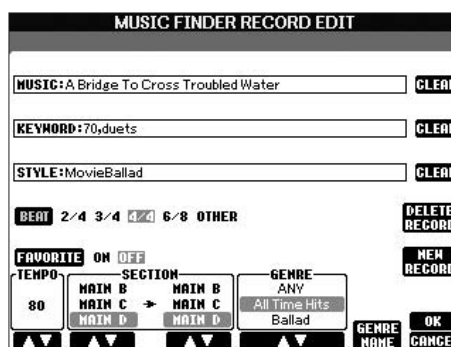 MUSIC FINDER RECORD EDIT
MUSIC:A Bridge To Cross Troubled Water
CLEAR
KEYWORD:70,duets
CLEAR
STYLE:MovieBallad
CLEAR
BEAT 2/4 3/4 4/4 6/8 OTHER
DELETE RECORD
FAVORITE ON OFF
NEW RECORD
TEMPO
80
SECTION
MAIN B MAIN B
MAIN C MAIN C
MAIN D MAIN D
GENRE
ANY
All Time Hits
Ballad
GENRE NAME
OK
CANCEL